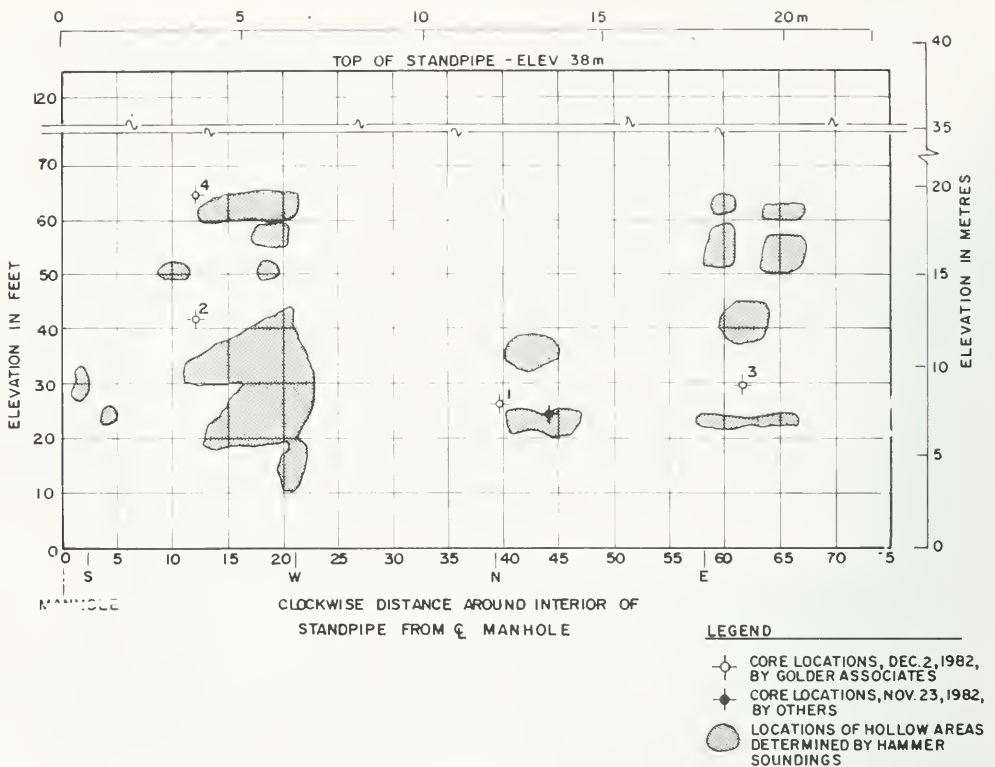 0 5 10 15 20 m
TOP OF STANDPIPE - ELEV 38m
40
120
35
70
60
50
40
30
20
10
0
ELEVATION IN FEET
20
15
10
5
0
ELEVATION IN METRES
4
2
1
3
0 5 10 15 20 25 30 35 40 45 50 55 60 65 70 5
S W N E
MANHOLE
CLOCKWISE DISTANCE AROUND INTERIOR OF
STANDPIPE FROM ℄ MANHOLE
LEGEND
CORE LOCATIONS, DEC. 2, 1982,
BY GOLDER ASSOCIATES
CORE LOCATIONS, NOV. 23, 1982,
BY OTHERS
LOCATIONS OF HOLLOW AREAS
DETERMINED BY HAMMER
SOUNDINGS